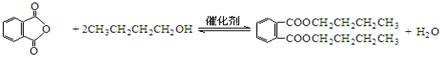 O
O
O
+ 2CH₃CH₂CH₂CH₂OH
催化剂
COOCH₂CH₂CH₂CH₃
COOCH₂CH₂CH₂CH₃
+ H₂O